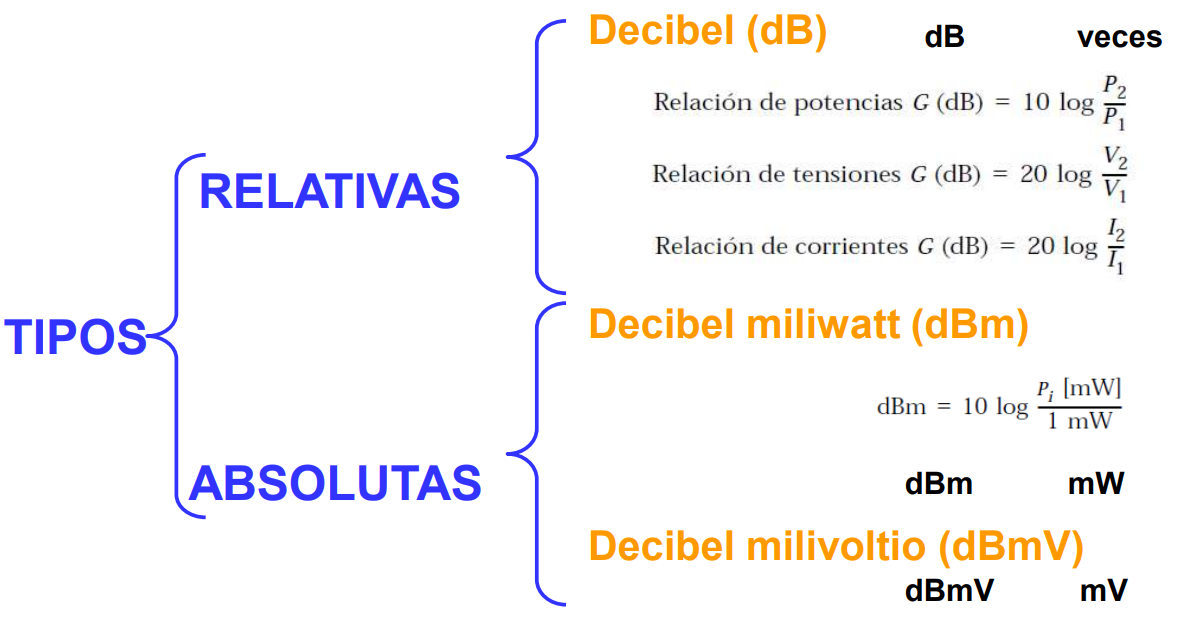 Decibel (dB) dB veces
Relación de potencias G (dB) = 10 log P₂/P₁
Relación de tensiones G (dB) = 20 log V₂/V₁
RELATIVAS
Relación de corrientes G (dB) = 20 log I₂/I₁
TIPOS
Decibel miliwatt (dBm)
dBm = 10 log Pᵢ [mW]/1 mW
ABSOLUTAS
dBm mW
Decibel milivoltio (dBmV)
dBmV mV